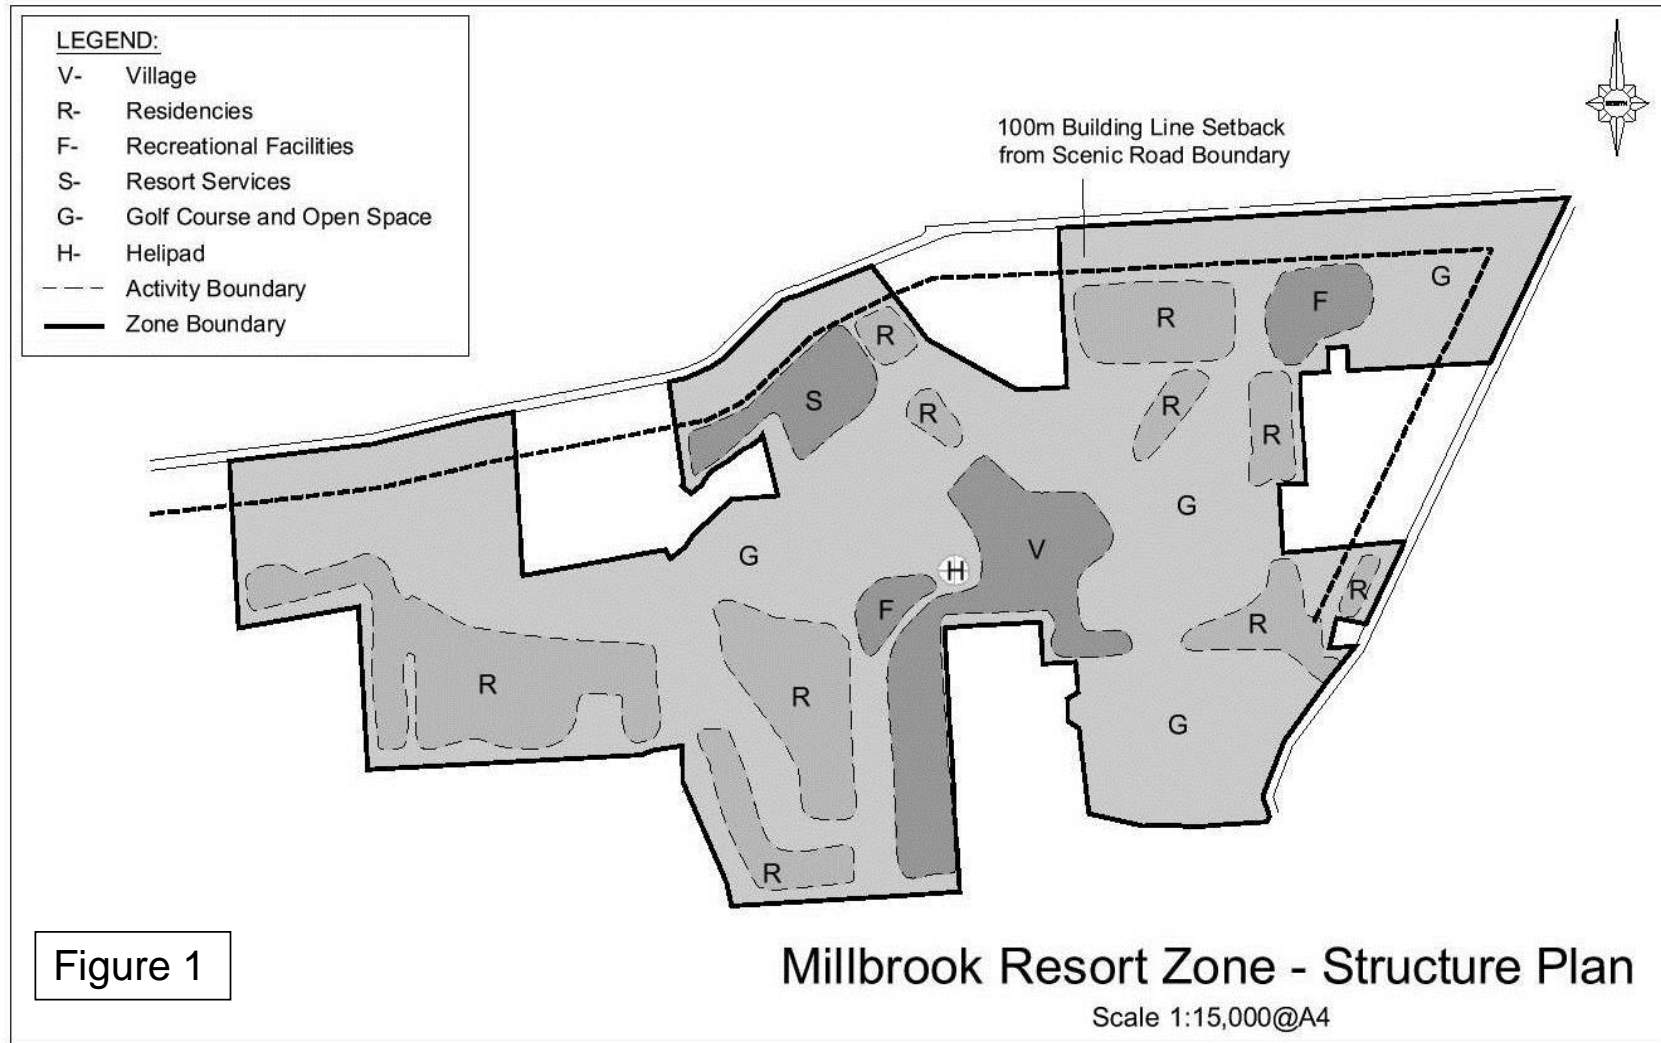 LEGEND:
V- Village
R- Residencies
F- Recreational Facilities
S- Resort Services
G- Golf Course and Open Space
H- Helipad
Activity Boundary
Zone Boundary
100m Building Line Setback
from Scenic Road Boundary
G
F
R
R
S
R
R
R
G
V
G
H
R
F
R
R
R
G
R
Figure 1
Millbrook Resort Zone - Structure Plan
Scale 1:15,000@A4